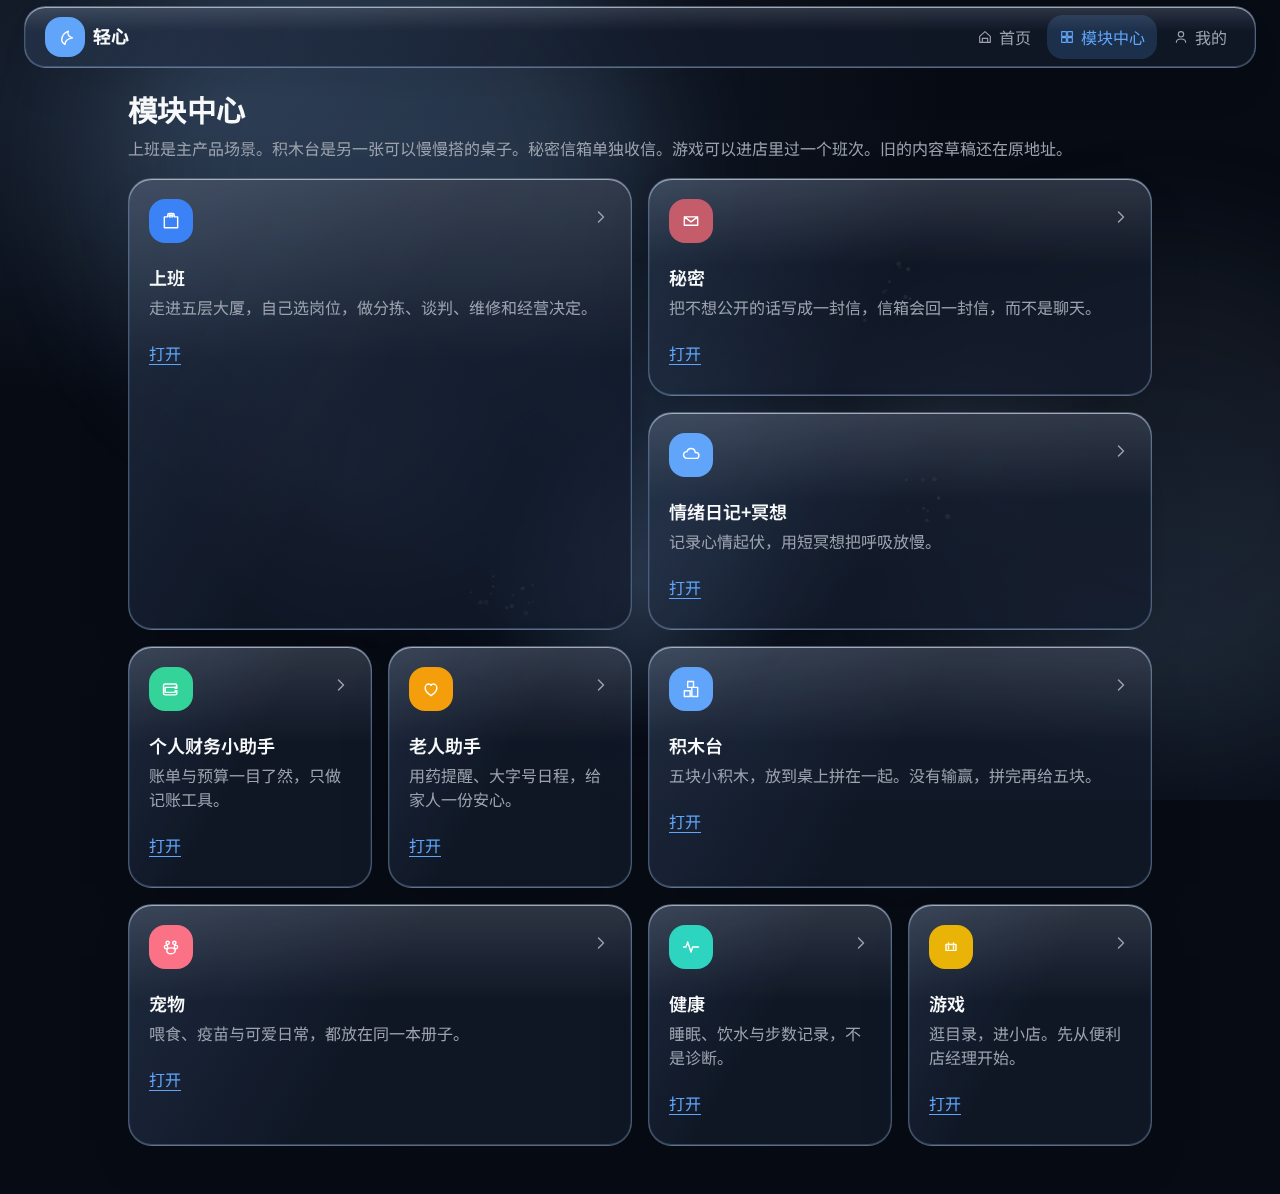 轻心
首页
模块中心
我的
模块中心
上班是主产品场景。积木台是另一张可以慢慢搭的桌子。秘密信箱单独收信。游戏可以进店里过一个班次。旧的内容草稿还在原地址。
上班
走进五层大厦，自己选岗位，做分拣、谈判、维修和经营决定。
打开
秘密
把不想公开的话写成一封信，信箱会回一封信，而不是聊天。
打开
情绪日记+冥想
记录心情起伏，用短冥想把呼吸放慢。
打开
个人财务小助手
账单与预算一目了然，只做
记账工具。
打开
老人助手
用药提醒、大字号日程，给
家人一份安心。
打开
积木台
五块小积木，放到桌上拼在一起。没有输赢，拼完再给五块。
打开
宠物
喂食、疫苗与可爱日常，都放在同一本册子。
打开
健康
睡眠、饮水与步数记录，不
是诊断。
打开
游戏
逛目录，进小店。先从便利
店经理开始。
打开